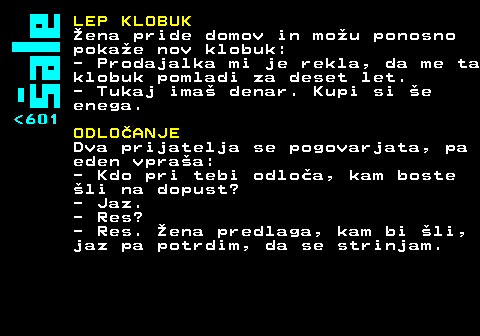 šale
<601
LEP KLOBUK
Žena pride domov in možu ponosno
pokaže nov klobuk:
- Prodajalka mi je rekla, da me ta
klobuk pomladi za deset let.
- Tukaj imaš denar. Kupi si še
enega.
ODLOČANJE
Dva prijatelja se pogovarjata, pa
eden vpraša:
- Kdo pri tebi odloča, kam boste
šli na dopust?
- Jaz.
- Res?
- Res. Žena predlaga, kam bi šli,
jaz pa potrdim, da se strinjam.